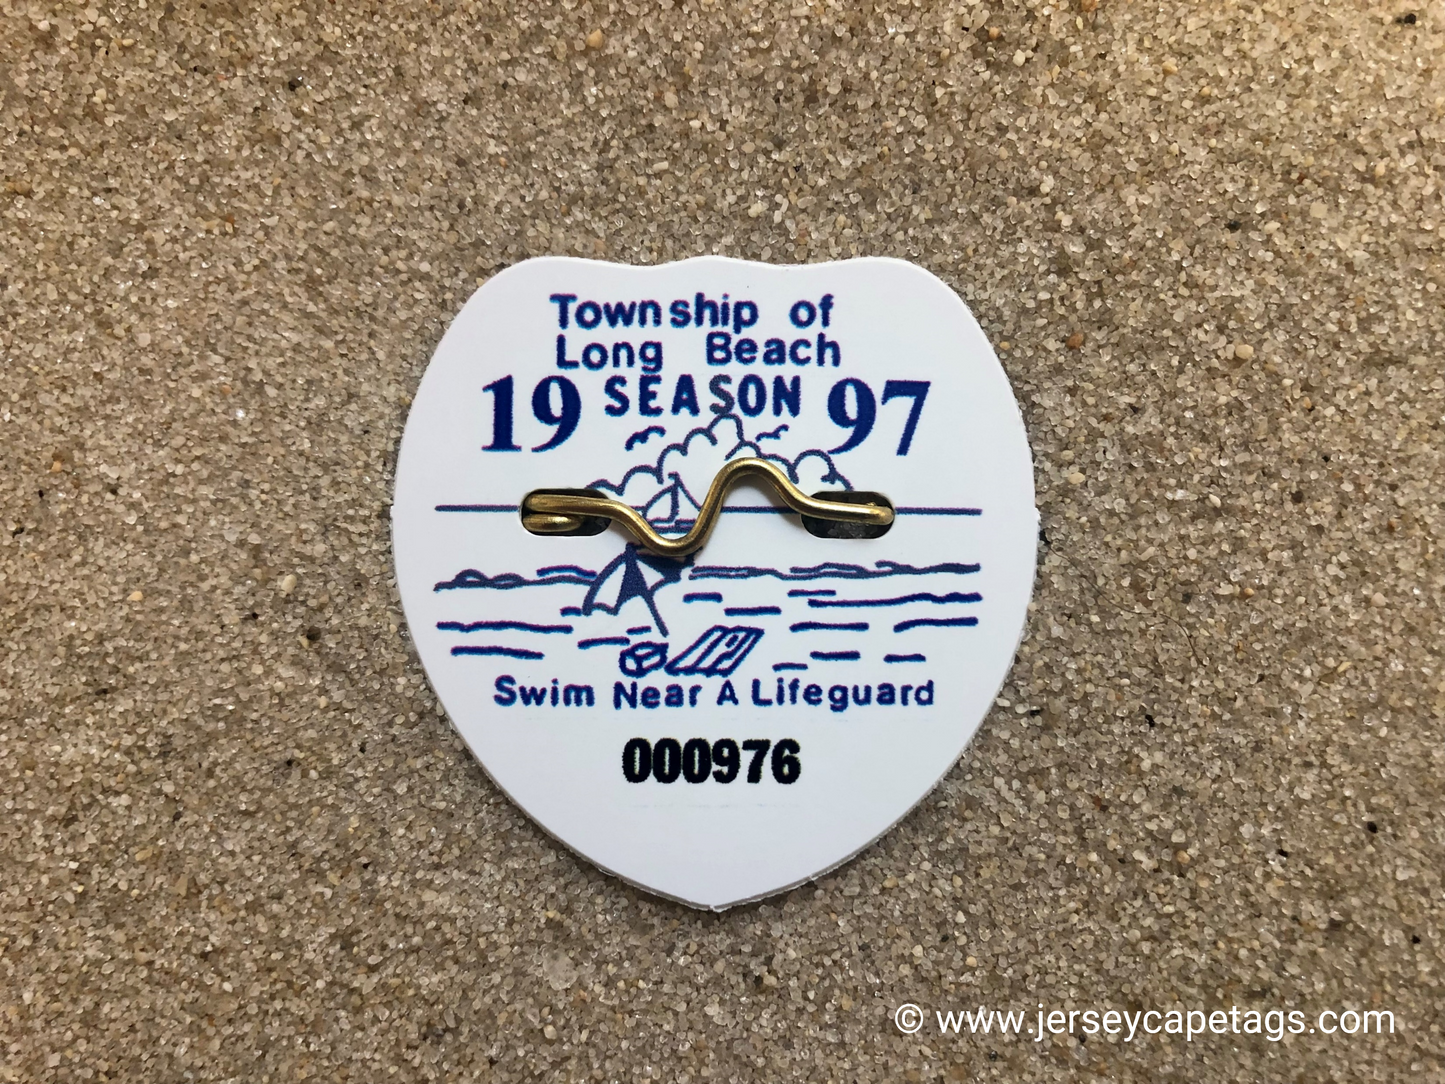 Township of
Long Beach
19 SEASON 97
Swim Near A Lifeguard
000976
© www.jerseycapetags.com